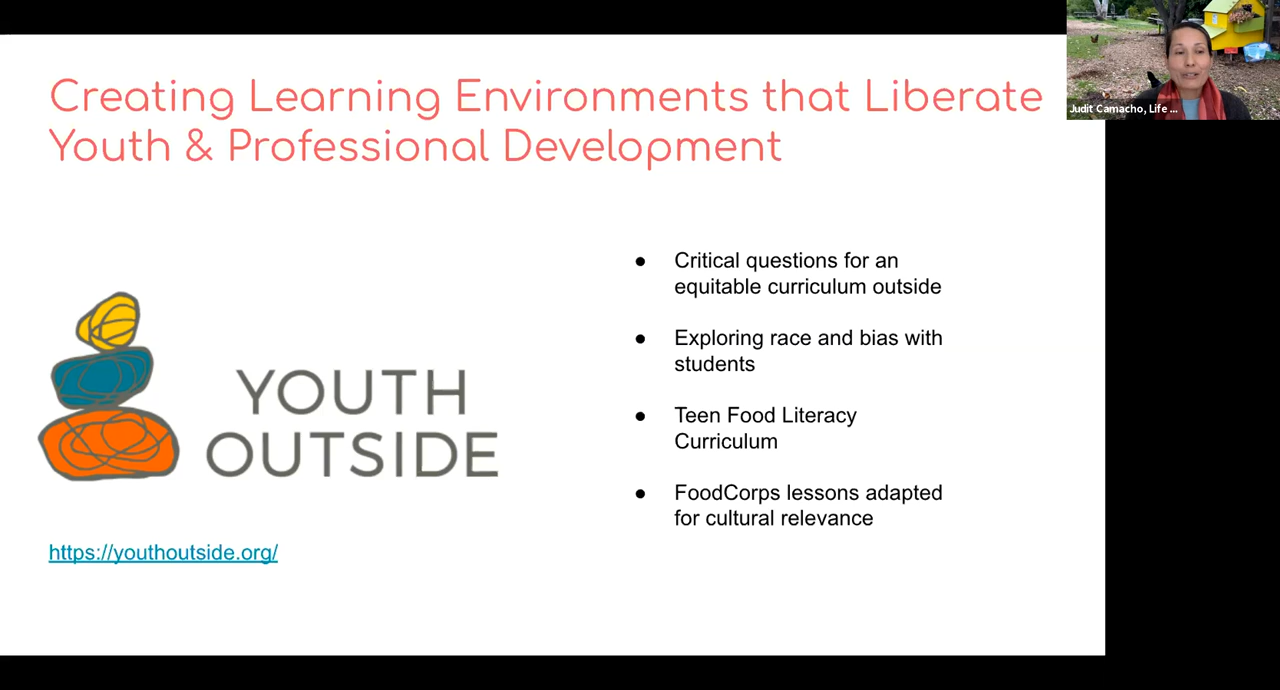 Creating Learning Environments that Liberate
Youth & Professional Development
Judit Camacho, Life ...
YOUTH
OUTSIDE
https://youthoutside.org/
● Critical questions for an
equitable curriculum outside
● Exploring race and bias with
students
● Teen Food Literacy
Curriculum
● FoodCorps lessons adapted
for cultural relevance